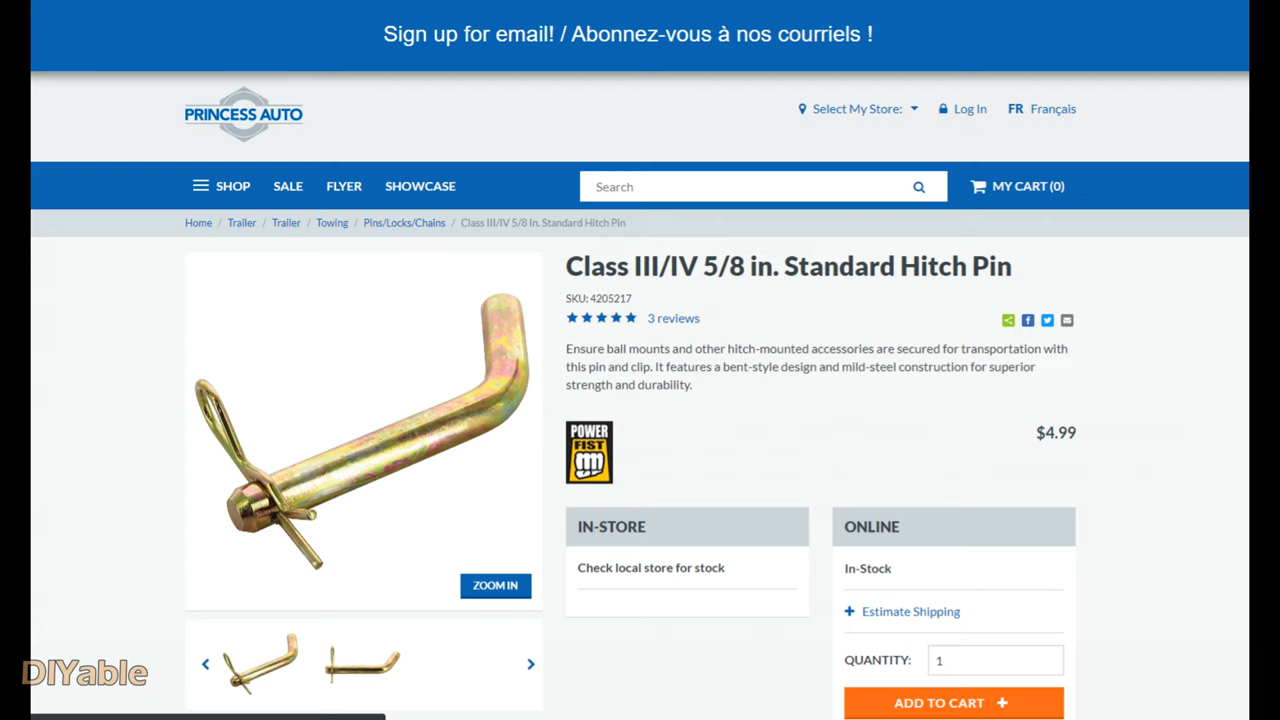 Sign up for email! / Abonnez-vous à nos courriels !
PRINCESS AUTO
Select My Store:
Log In
FR Français
SHOP
SALE
FLYER
SHOWCASE
Search
MY CART (0)
Home / Trailer / Trailer / Towing / Pins/Locks/Chains / Class III/IV 5/8 In. Standard Hitch Pin
Class III/IV 5/8 in. Standard Hitch Pin
SKU: 4205217
3 reviews
Ensure ball mounts and other hitch-mounted accessories are secured for transportation with
this pin and clip. It features a bent-style design and mild-steel construction for superior
strength and durability.
POWER
FIST
$4.99
IN-STORE
Check local store for stock
ONLINE
In-Stock
Estimate Shipping
QUANTITY: 1
ADD TO CART +
ZOOM IN
DIYable